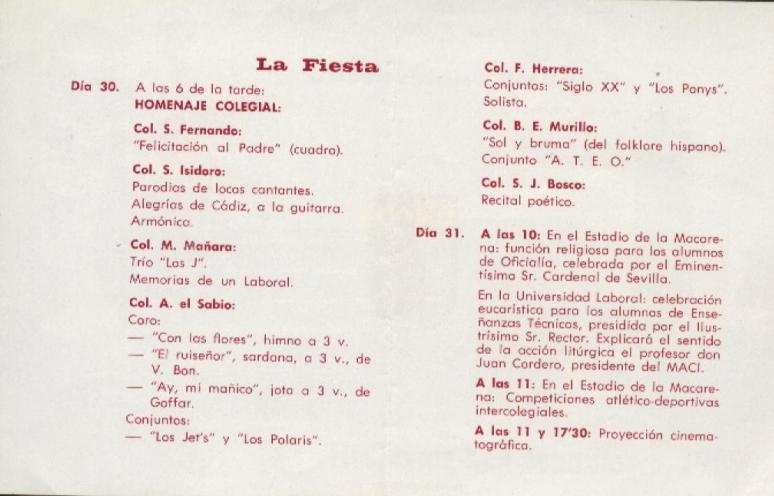 La Fiesta
Día 30. A las 6 de la tarde:
HOMENAJE COLEGIAL:
Col. S. Fernando:
"Felicitación al Padre" (cuadro).
Col. S. Isidoro:
Parodias de locos cantantes.
Alegrías de Cádiz, a la guitarra.
Armónica.
Col. M. Mañara:
Trío "Los J".
Memorias de un Laboral.
Col. A. el Sabio:
Coro:
— "Con las flores", himno a 3 v.
— "El ruiseñor", sardana, a 3 v., de
V. Bon.
— "Ay, mi mañico", jota a 3 v., de
Goffar.
Conjuntos:
— "Los Jet's" y "Los Polaris".
Col. F. Herrera:
Conjuntos: "Siglo XX" y "Los Ponys".
Solista.
Col. B. E. Murillo:
"Sol y bruma" (del folklore hispano).
Conjunto "A. T. E. O."
Col. S. J. Bosco:
Recital poético.
Día 31. A las 10: En el Estadio de la Macare-
na: función religiosa para los alumnos
de Oficialía, celebrada por el Eminen-
tísimo Sr. Cardenal de Sevilla.
En la Universidad Laboral: celebración
eucarística para los alumnos de Ense-
ñanzas Técnicas, presidida por el Ilus-
trísimo Sr. Rector. Explicará el sentido
de la acción litúrgica el profesor don
Juan Cordero, presidente del MACI.
A las 11: En el Estadio de la Macare-
na: Competiciones atlético-deportivas
intercolegiales.
A las 11 y 17'30: Proyección cinema-
tográfica.